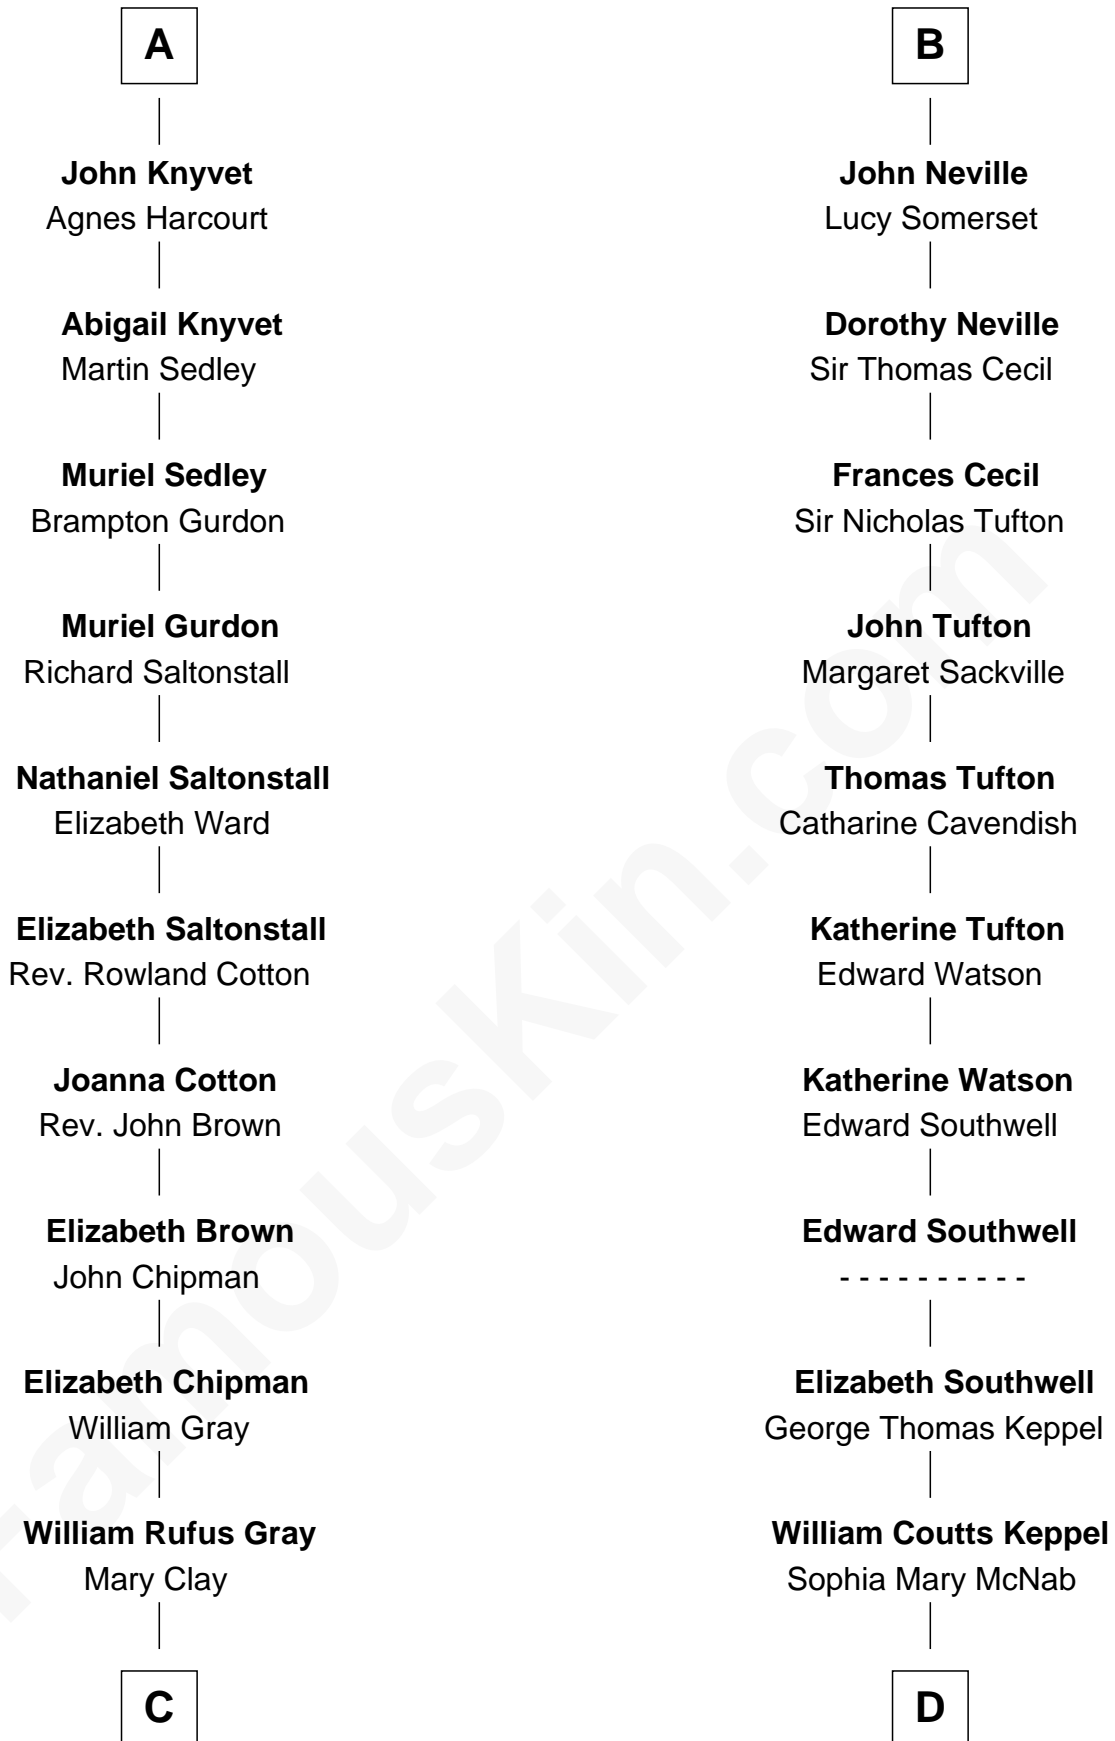 A
B
John Knyvet
Agnes Harcourt
John Neville
Lucy Somerset
Abigail Knyvet
Martin Sedley
Dorothy Neville
Sir Thomas Cecil
Muriel Sedley
Brampton Gurdon
Frances Cecil
Sir Nicholas Tufton
Muriel Gurdon
Richard Saltonstall
John Tufton
Margaret Sackville
Nathaniel Saltonstall
Elizabeth Ward
Thomas Tufton
Catharine Cavendish
Elizabeth Saltonstall
Rev. Rowland Cotton
Katherine Tufton
Edward Watson
Joanna Cotton
Rev. John Brown
Katherine Watson
Edward Southwell
Elizabeth Brown
John Chipman
Edward Southwell
- - - - - - - - - -
Elizabeth Chipman
William Gray
Elizabeth Southwell
George Thomas Keppel
William Rufus Gray
Mary Clay
William Coutts Keppel
Sophia Mary McNab
C
D
FamousKin.com